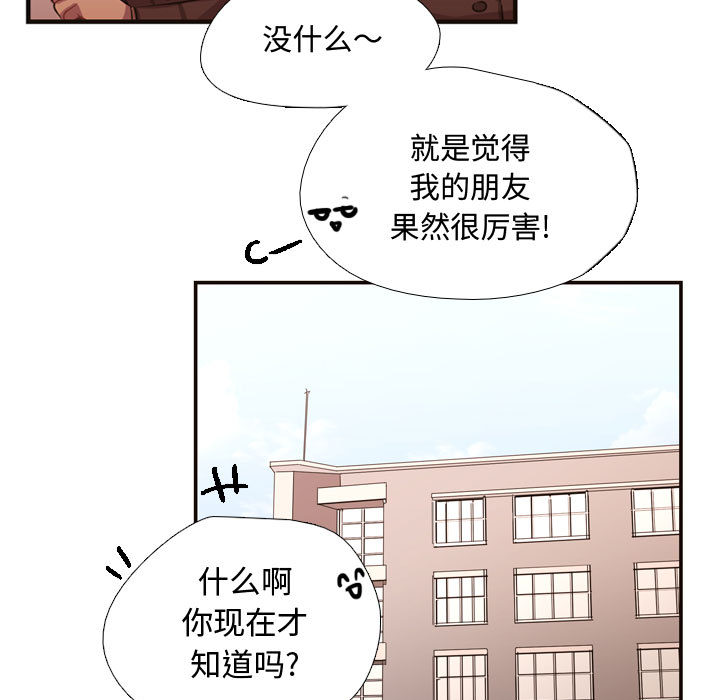 没什么～
就是觉得
我的朋友
果然很厉害!
什么啊
你现在才
知道吗?